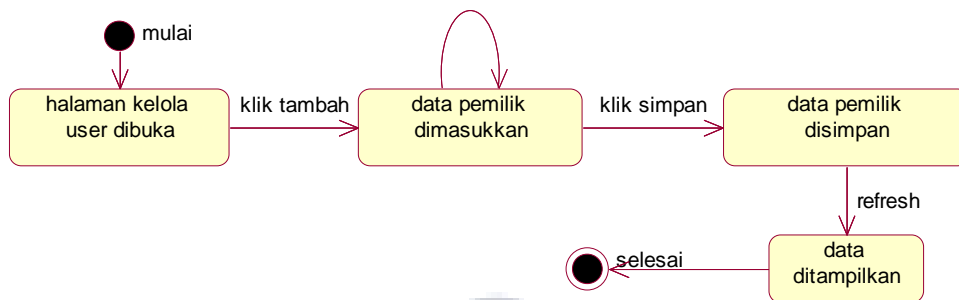 mulai
halaman kelola
user dibuka
klik tambah
data pemilik
dimasukkan
klik simpan
data pemilik
disimpan
refresh
data
ditampilkan
selesai